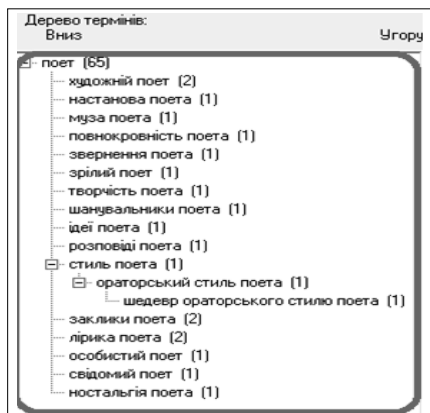 Дерево термінів:
Вниз Угору
поет (65)
художній поет (2)
настанова поета (1)
муза поета (1)
повнокровність поета (1)
звернення поета (1)
зрілий поет (1)
творчість поета (1)
шанувальники поета (1)
ідеї поета (1)
розповіді поета (1)
стиль поета (1)
ораторський стиль поета (1)
шедевр ораторського стилю поета (1)
заклики поета (2)
лірика поета (2)
особистий поет (1)
свідомий поет (1)
ностальгія поета (1)